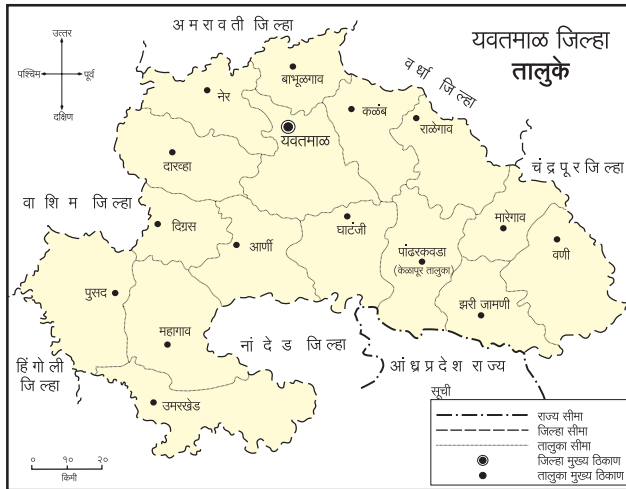 अमरावती जिल्हा
यवतमाळ जिल्हा
तालुके
उत्तर
पश्चिम
पूर्व
दक्षिण
बाभूळगाव
वर्धा जिल्हा
नेर
कळंब
राळेगाव
यवतमाळ
दारव्हा
चंद्रपूर जिल्हा
वाशिम जिल्हा
दिग्रस
आर्णी
घाटंजी
मारेगाव
पांढरकवडा
(केळापूर तालुका)
वणी
पुसद
झरी जामणी
महागाव
नांदेड जिल्हा
हिंगोली
जिल्हा
आंध्रप्रदेश राज्य
उमरखेड
सूची
राज्य सीमा
जिल्हा सीमा
तालुका सीमा
जिल्हा मुख्य ठिकाण
तालुका मुख्य ठिकाण
० १० २०
किमी